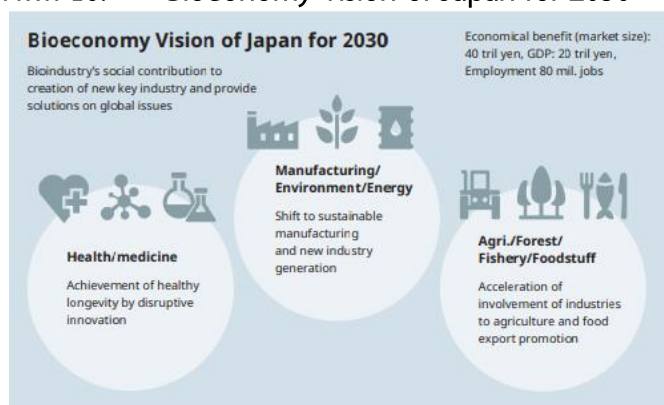 Bioeconomy Vision of Japan for 2030
Bioindustry's social contribution to
creation of new key industry and provide
solutions on global issues
Economical benefit (market size):
40 tril yen, GDP: 20 tril yen,
Employment 80 mil. jobs
Manufacturing/
Environment/Energy
Shift to sustainable
manufacturing
and new industry
generation
Health/medicine
Achievement of healthy
longevity by disruptive
innovation
Agri./Forest/
Fishery/Foodstuff
Acceleration of
involvement of industries
to agriculture and food
export promotion